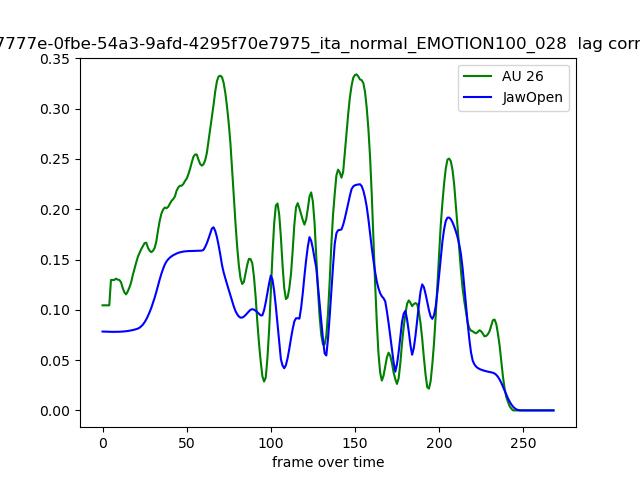 7777e-0fbe-54a3-9afd-4295f70e7975_ita_normal_EMOTION100_028 lag corr
AU 26
JawOpen
0.35
0.30
0.25
0.20
0.15
0.10
0.05
0.00
0 50 100 150 200 250
frame over time